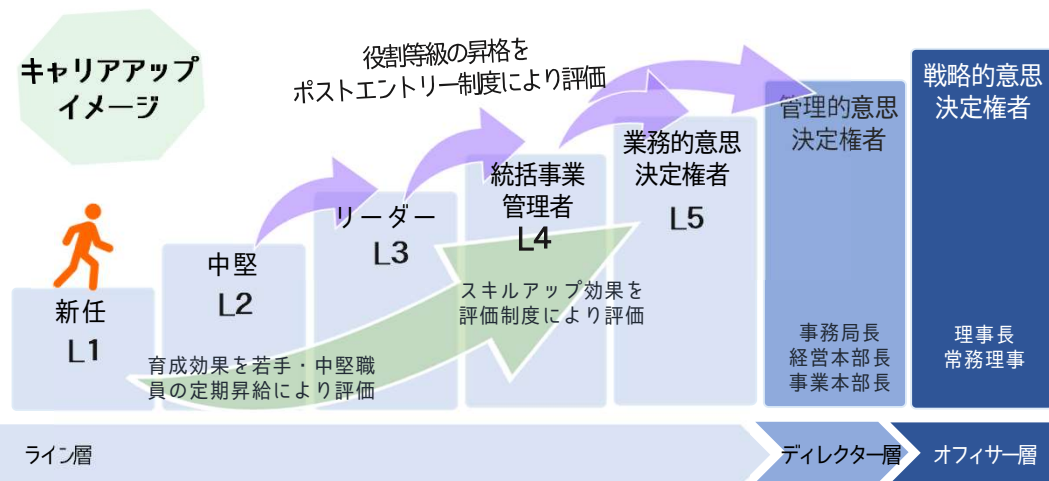 キャリアアップ
イメージ
役割等級の昇格を
ポストエントリー制度により評価
新任
L1
中堅
L2
リーダー
L3
統括事業
管理者
L4
業務的意思
決定権者
L5
管理的意思
決定権者
戦略的意思
決定権者
育成効果を若手・中堅職
員の定期昇給により評価
スキルアップ効果を
評価制度により評価
事務局長
経営本部長
事業本部長
理事長
常務理事
ライン層
ディレクター層
オフィサー層